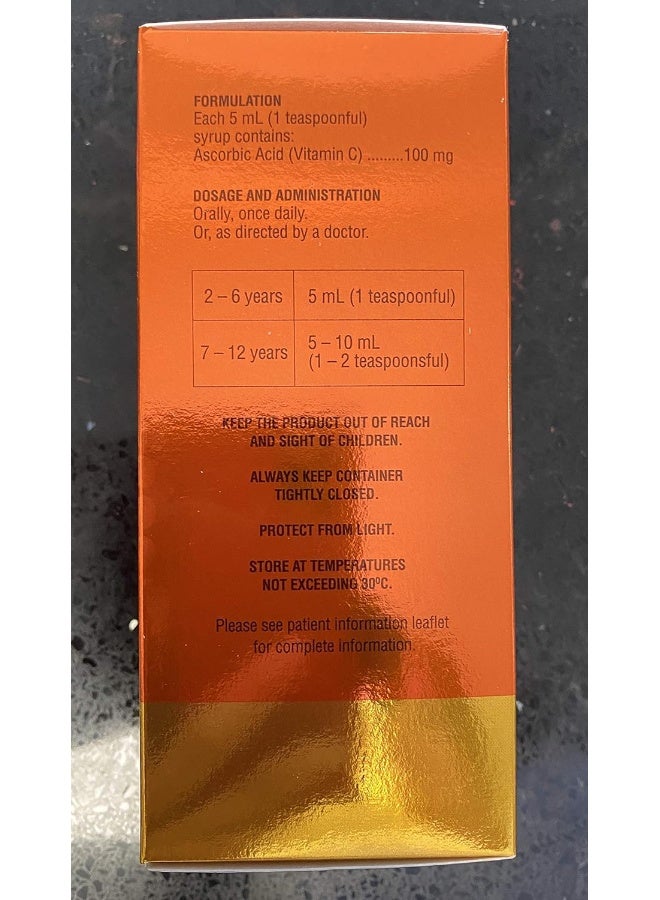 FORMULATION
Each 5 mL (1 teaspoonful)
syrup contains:
Ascorbic Acid (Vitamin C) .........100 mg
DOSAGE AND ADMINISTRATION
Orally, once daily.
Or, as directed by a doctor.
2 – 6 years 5 mL (1 teaspoonful)
7 – 12 years 5 – 10 mL
(1 – 2 teaspoonsful)
KEEP THE PRODUCT OUT OF REACH
AND SIGHT OF CHILDREN.
ALWAYS KEEP CONTAINER
TIGHTLY CLOSED.
PROTECT FROM LIGHT.
STORE AT TEMPERATURES
NOT EXCEEDING 30ºC.
Please see patient information leaflet
for complete information.